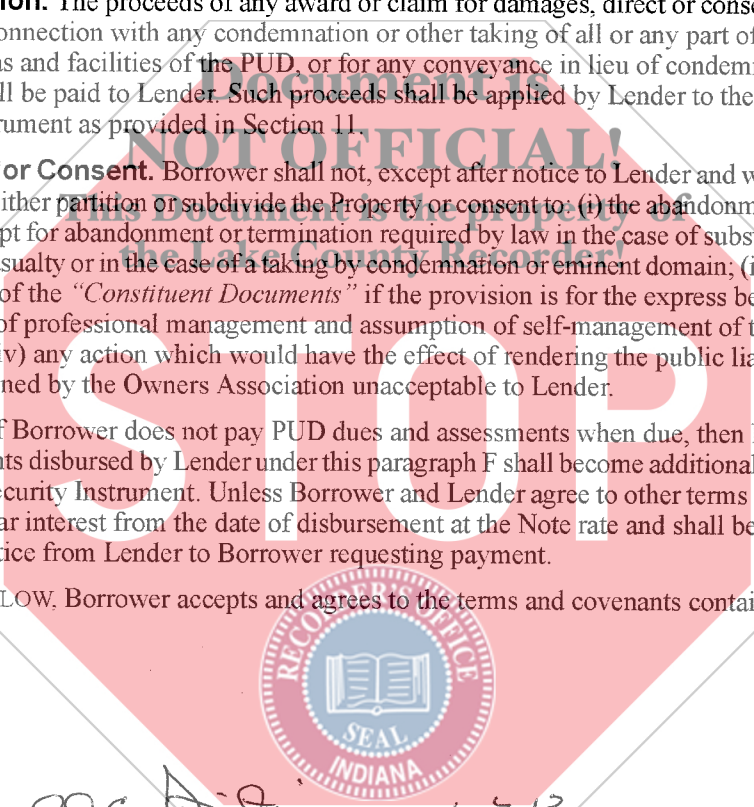 ion. The proceeds of any award or claim for damages, direct or conse
onnection with any condemnation or other taking of all or any part of
s and facilities of the PUD, or for any conveyance in lieu of condem
ll be paid to Lender. Such proceeds shall be applied by Lender to the
rument as provided in Section 11.
Document is
NOT OFFICIAL!
This Document is the property of
the Lake County Recorder!
or Consent. Borrower shall not, except after notice to Lender and w
ither partition or subdivide the Property or consent to: (i) the abandonm
pt for abandonment or termination required by law in the case of subs
sualty or in the case of a taking by condemnation or eminent domain; (i
of the "Constituent Documents" if the provision is for the express be
of professional management and assumption of self-management of t
iv) any action which would have the effect of rendering the public lia
ned by the Owners Association unacceptable to Lender.
STOP
f Borrower does not pay PUD dues and assessments when due, then
nts disbursed by Lender under this paragraph F shall become additional
ecurity Instrument. Unless Borrower and Lender agree to other terms
ar interest from the date of disbursement at the Note rate and shall be
tice from Lender to Borrower requesting payment.
LOW, Borrower accepts and agrees to the terms and covenants contai
RECORDER'S OFFICE
SEAL
INDIANA